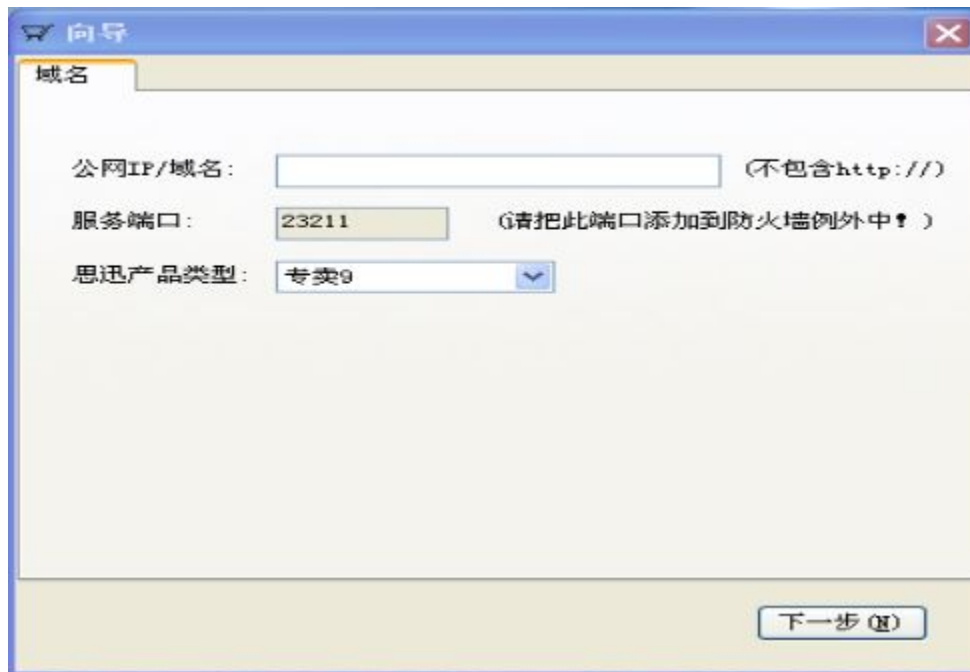 向导
域名
公网IP/域名: (不包含http://)
服务端口: 23211 (请把此端口添加到防火墙例外中!)
思迅产品类型: 专卖9
下一步(N)